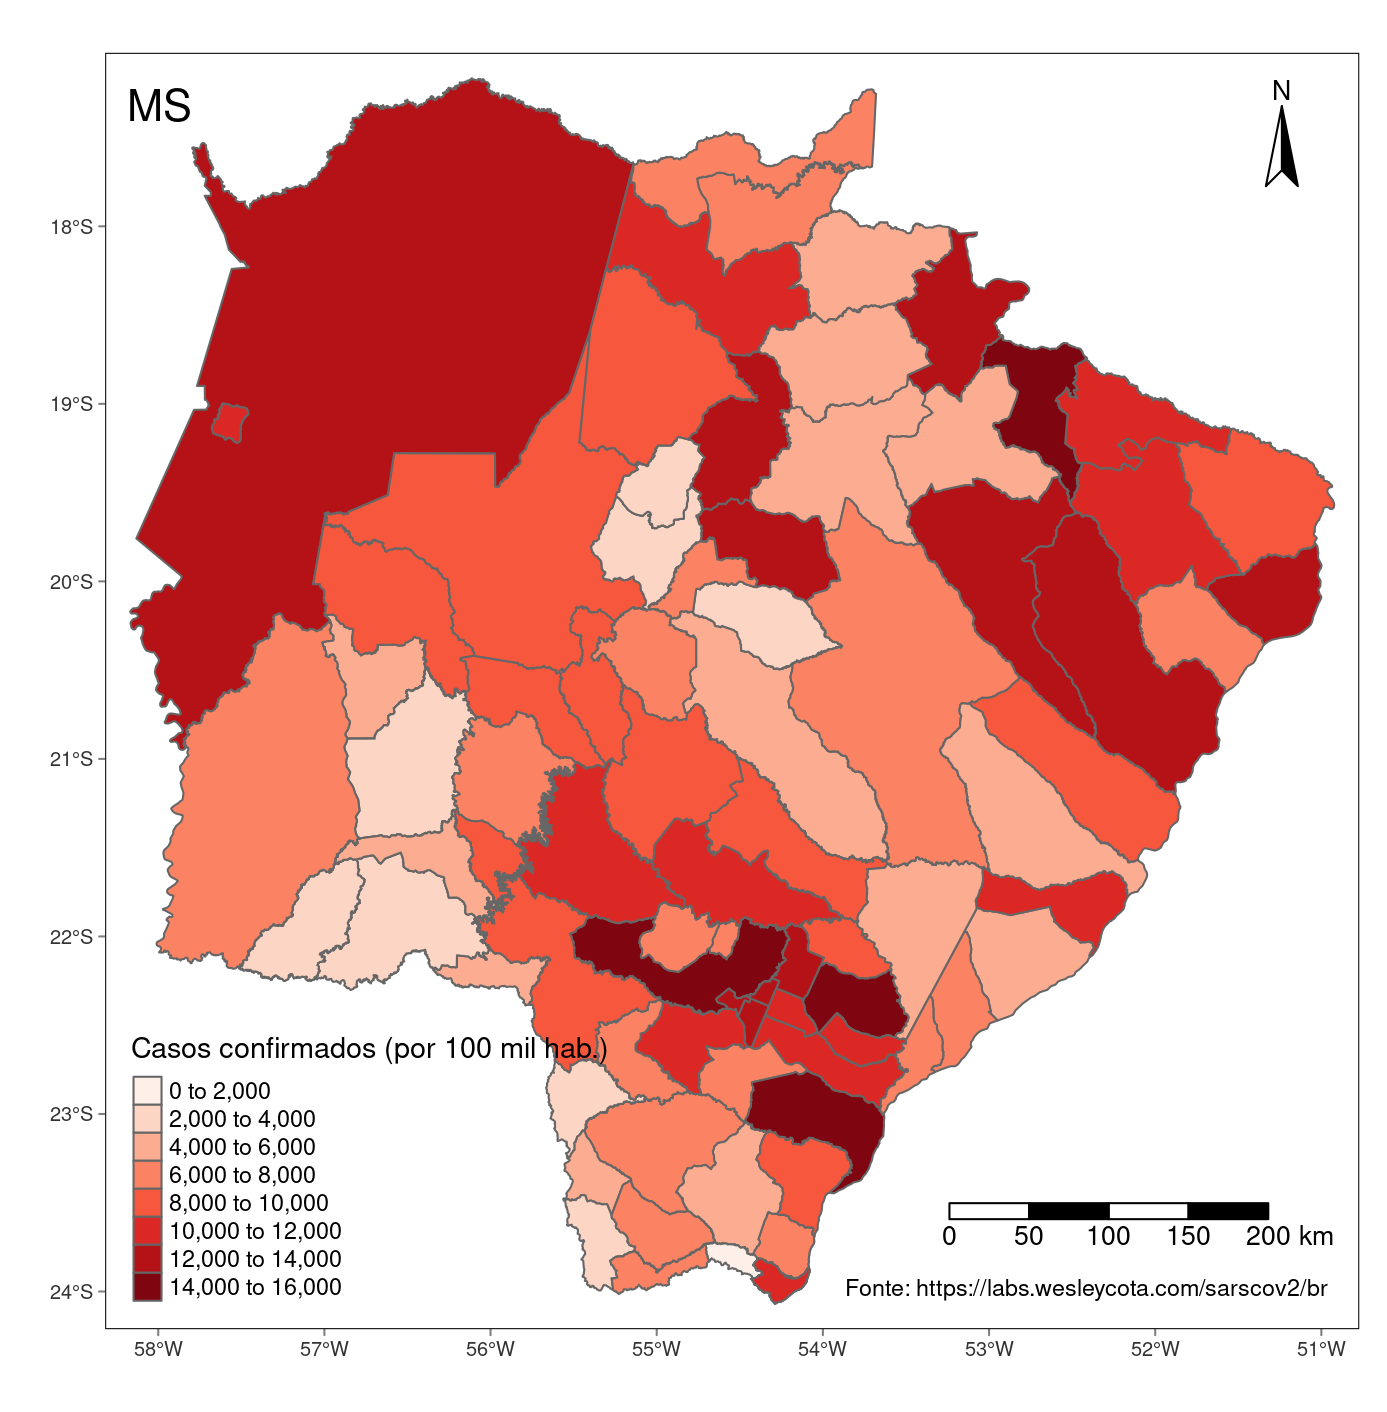 MS
N
18°S
19°S
20°S
21°S
22°S
23°S
24°S
Casos confirmados (por 100 mil hab.)
0 to 2,000
2,000 to 4,000
4,000 to 6,000
6,000 to 8,000
8,000 to 10,000
10,000 to 12,000
12,000 to 14,000
14,000 to 16,000
0 50 100 150 200 km
Fonte: https://labs.wesleycota.com/sarscov2/br
58°W 57°W 56°W 55°W 54°W 53°W 52°W 51°W